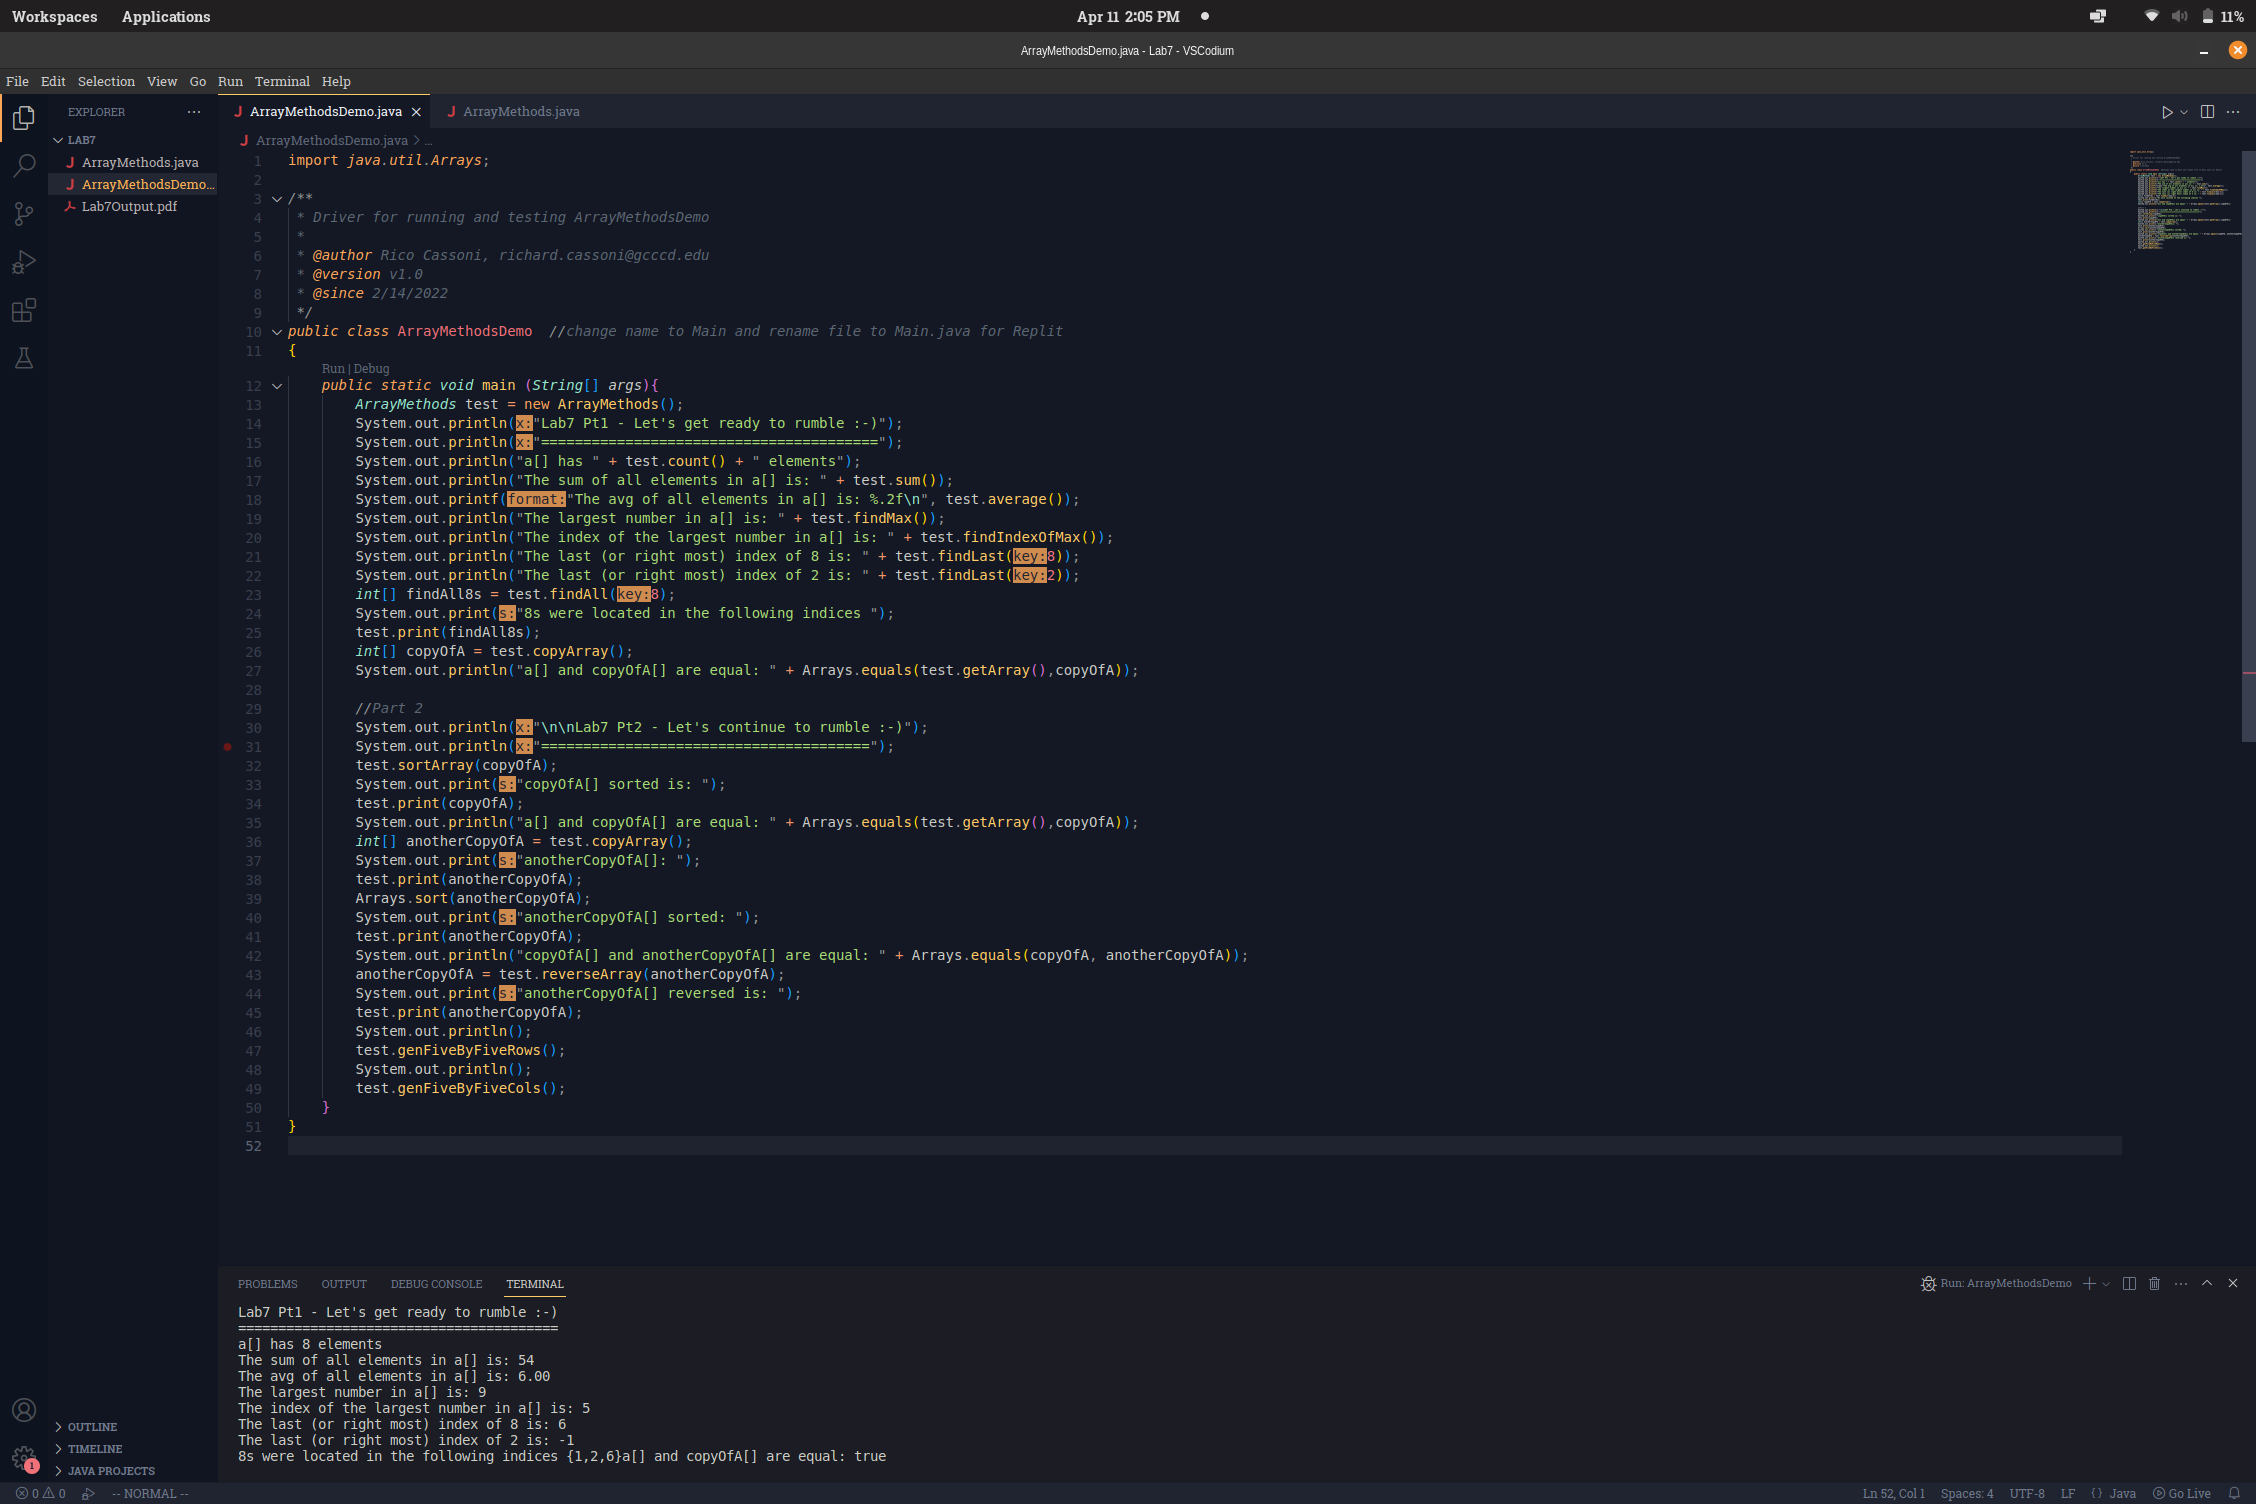 Workspaces Applications Apr 11 2:05 PM 11%
ArrayMethodsDemo.java - Lab7 - VSCodium
File Edit Selection View Go Run Terminal Help
EXPLORER
LAB7
ArrayMethods.java
ArrayMethodsDemo...
Lab7Output.pdf
OUTLINE
TIMELINE
JAVA PROJECTS
1
ArrayMethodsDemo.java ArrayMethods.java
ArrayMethodsDemo.java > ...
1 import java.util.Arrays;
2
3 /**
4  * Driver for running and testing ArrayMethodsDemo
5  *
6  * @author Rico Cassoni, richard.cassoni@gcccd.edu
7  * @version v1.0
8  * @since 2/14/2022
9  */
10 public class ArrayMethodsDemo  //change name to Main and rename file to Main.java for Replit
11 {
Run | Debug
12     public static void main (String[] args){
13         ArrayMethods test = new ArrayMethods();
14         System.out.println(x:"Lab7 Pt1 - Let's get ready to rumble :-)");
15         System.out.println(x:"========================================");
16         System.out.println("a[] has " + test.count() + " elements");
17         System.out.println("The sum of all elements in a[] is: " + test.sum());
18         System.out.printf(format:"The avg of all elements in a[] is: %.2f\n", test.average());
19         System.out.println("The largest number in a[] is: " + test.findMax());
20         System.out.println("The index of the largest number in a[] is: " + test.findIndexOfMax());
21         System.out.println("The last (or right most) index of 8 is: " + test.findLast(key:8));
22         System.out.println("The last (or right most) index of 2 is: " + test.findLast(key:2));
23         int[] findAll8s = test.findAll(key:8);
24         System.out.print(s:"8s were located in the following indices ");
25         test.print(findAll8s);
26         int[] copyOfA = test.copyArray();
27         System.out.println("a[] and copyOfA[] are equal: " + Arrays.equals(test.getArray(),copyOfA));
28
29         //Part 2
30         System.out.println(x:"\n\nLab7 Pt2 - Let's continue to rumble :-)");
31         System.out.println(x:"=======================================");
32         test.sortArray(copyOfA);
33         System.out.print(s:"copyOfA[] sorted is: ");
34         test.print(copyOfA);
35         System.out.println("a[] and copyOfA[] are equal: " + Arrays.equals(test.getArray(),copyOfA));
36         int[] anotherCopyOfA = test.copyArray();
37         System.out.print(s:"anotherCopyOfA[]: ");
38         test.print(anotherCopyOfA);
39         Arrays.sort(anotherCopyOfA);
40         System.out.print(s:"anotherCopyOfA[] sorted: ");
41         test.print(anotherCopyOfA);
42         System.out.println("copyOfA[] and anotherCopyOfA[] are equal: " + Arrays.equals(copyOfA, anotherCopyOfA));
43         anotherCopyOfA = test.reverseArray(anotherCopyOfA);
44         System.out.print(s:"anotherCopyOfA[] reversed is: ");
45         test.print(anotherCopyOfA);
46         System.out.println();
47         test.genFiveByFiveRows();
48         System.out.println();
49         test.genFiveByFiveCols();
50     }
51 }
52
PROBLEMS OUTPUT DEBUG CONSOLE TERMINAL Run: ArrayMethodsDemo
Lab7 Pt1 - Let's get ready to rumble :-)
========================================
a[] has 8 elements
The sum of all elements in a[] is: 54
The avg of all elements in a[] is: 6.00
The largest number in a[] is: 9
The index of the largest number in a[] is: 5
The last (or right most) index of 8 is: 6
The last (or right most) index of 2 is: -1
8s were located in the following indices {1,2,6}a[] and copyOfA[] are equal: true
0 0 -- NORMAL -- Ln 52, Col 1 Spaces: 4 UTF-8 LF {} Java Go Live